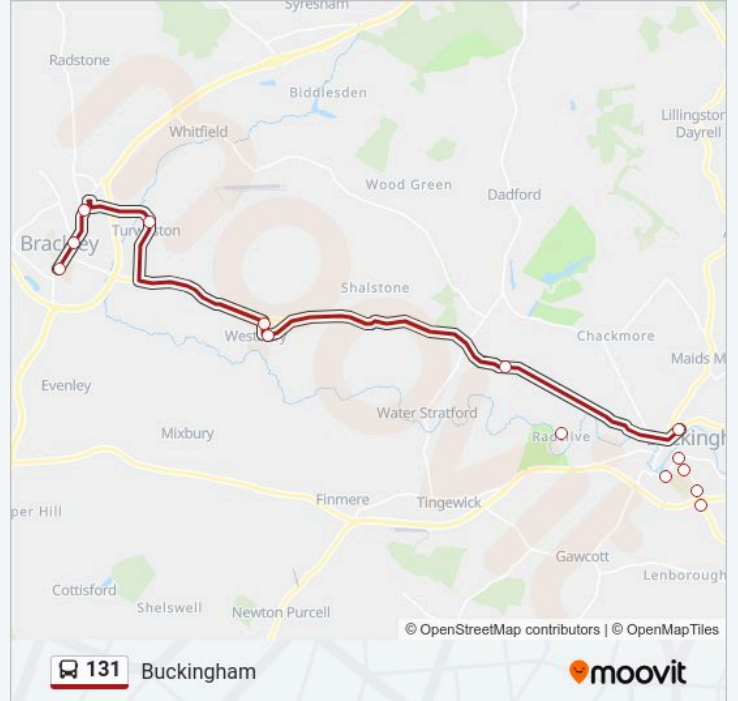 Syresham
Radstone
Biddlesden
Lillingstone
Dayrell
Whitfield
Wood Green
Dadford
Turweston
Brackley
Shalstone
Westbury
Chackmore
Maids M
Evenley
Water Stratford
Mixbury
Radclive
Buckingh
Finmere
Tingewick
per Hill
Gawcott
Lenborough
Cottisford
Shelswell
Newton Purcell
© OpenStreetMap contributors | © OpenMapTiles
131 Buckingham
moovit